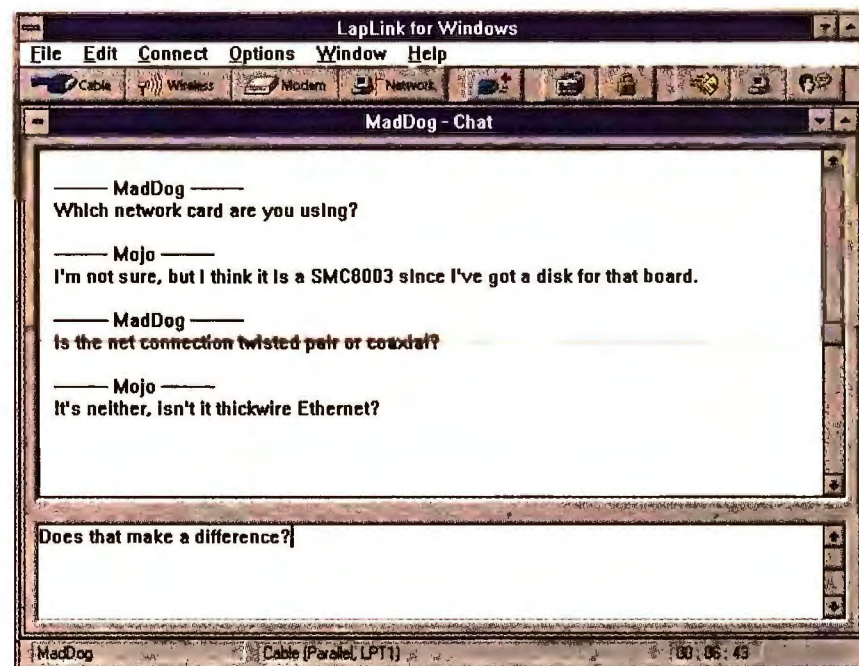 LapLink for Windows
File Edit Connect Options Window Help
Cable Wireless Modem Network
MadDog - Chat
MadDog
Which network card are you using?
Mojo
I'm not sure, but I think it is a SMC8003 since I've got a disk for that board.
MadDog
Is the net connection twisted pair or coaxial?
Mojo
It's neither, isn't it thickwire Ethernet?
Does that make a difference?
MadDog Cable (Parallel, LPT1) 00:06:43